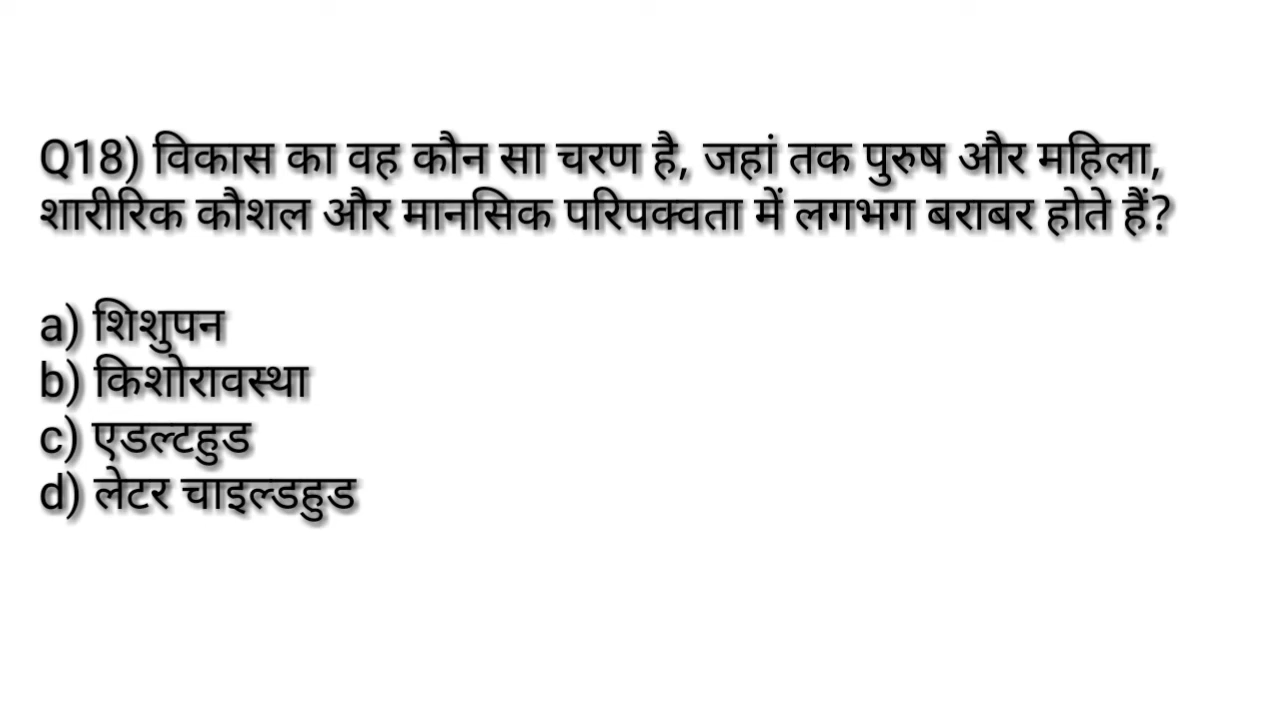 Q18) विकास का वह कौन सा चरण है, जहां तक पुरुष और महिला,
शारीरिक कौशल और मानसिक परिपक्वता में लगभग बराबर होते हैं?
a) शिशुपन
b) किशोरावस्था
c) एडल्टहुड
d) लेटर चाइल्डहुड